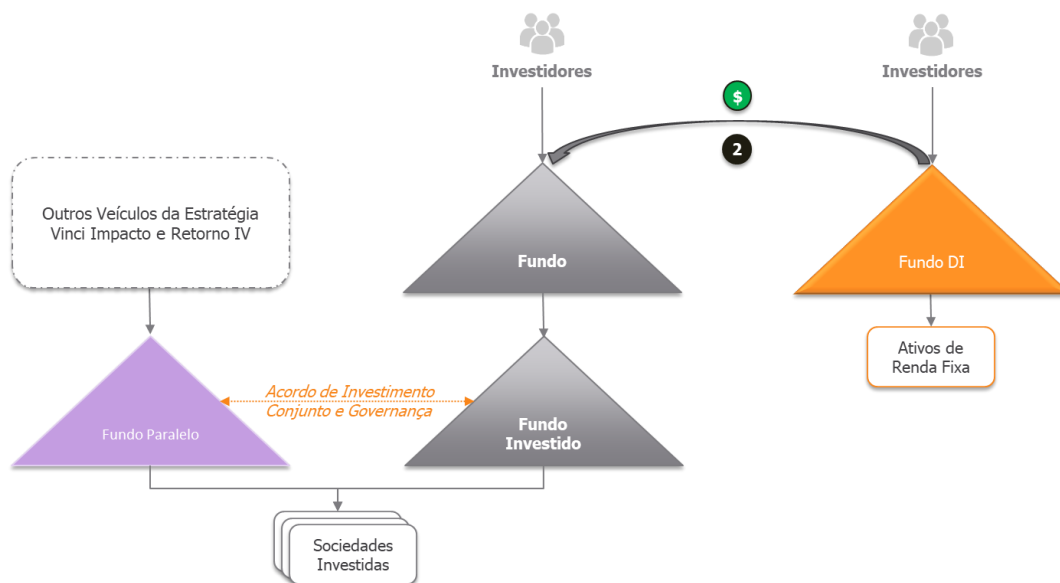 Investidores
Investidores
$
2
Outros Veículos da Estratégia
Vinci Impacto e Retorno IV
Fundo
Fundo DI
Ativos de
Renda Fixa
Acordo de Investimento
Conjunto e Governança
Fundo Paralelo
Fundo
Investido
Sociedades
Investidas